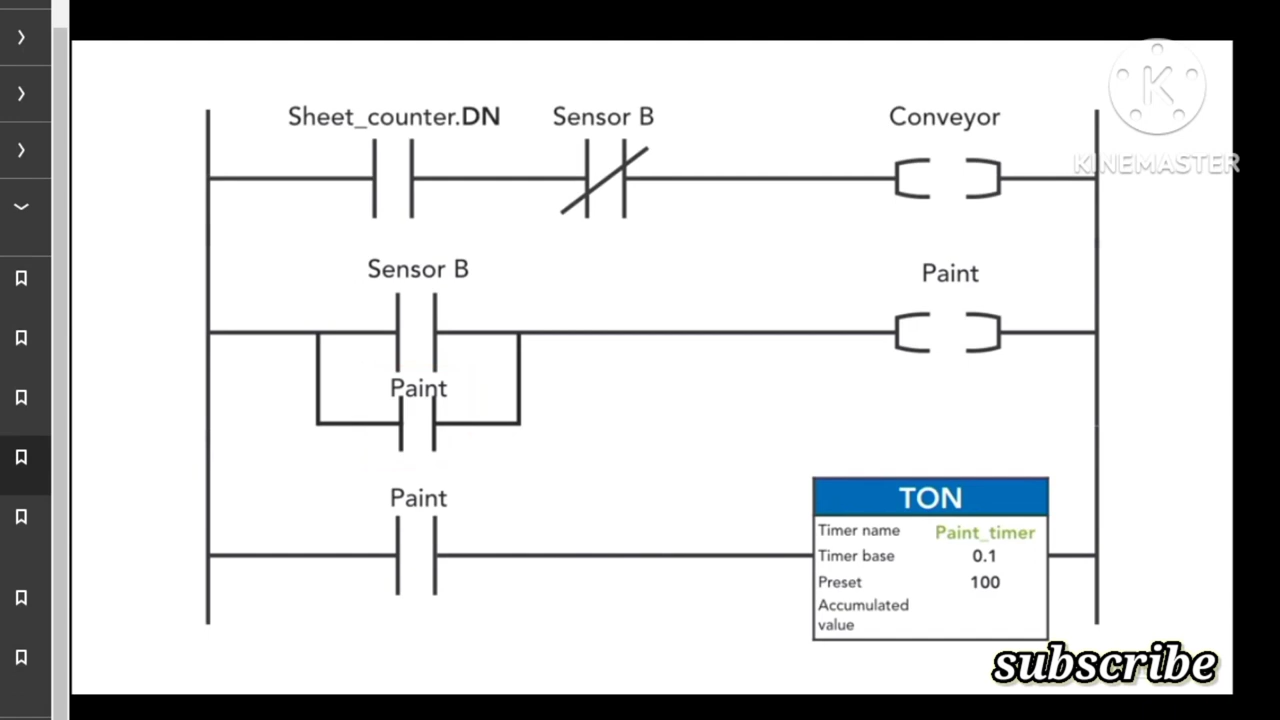 Sheet_counter.DN Sensor B Conveyor
K
KINEMASTER
Sensor B Paint
Paint
Paint
TON
Timer name Paint_timer
Timer base 0.1
Preset 100
Accumulated
value
subscribe